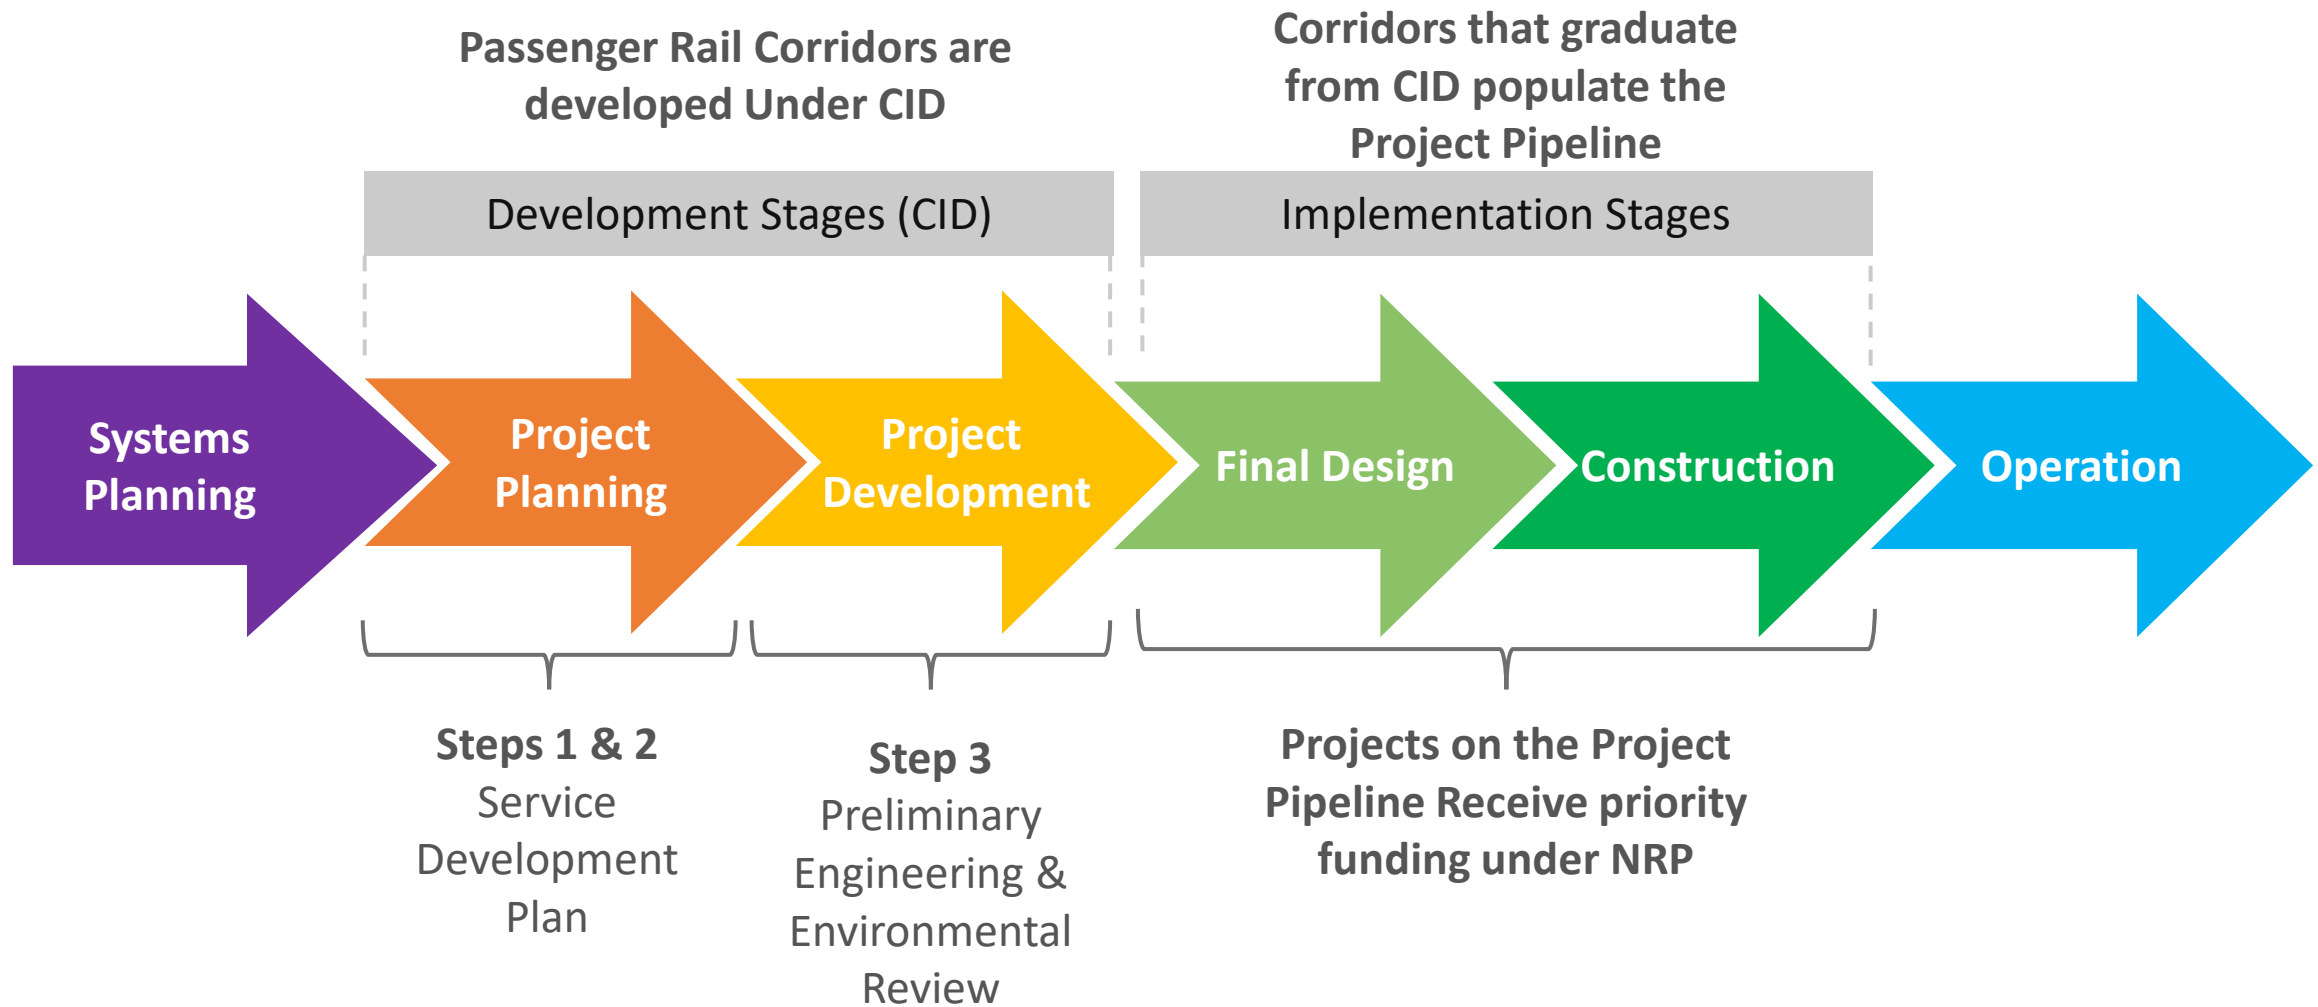 Passenger Rail Corridors are
developed Under CID
Corridors that graduate
from CID populate the
Project Pipeline
Development Stages (CID)
Implementation Stages
Systems
Planning
Project
Planning
Project
Development
Final Design
Construction
Operation
Steps 1 & 2
Service
Development
Plan
Step 3
Preliminary
Engineering &
Environmental
Review
Projects on the Project
Pipeline Receive priority
funding under NRP